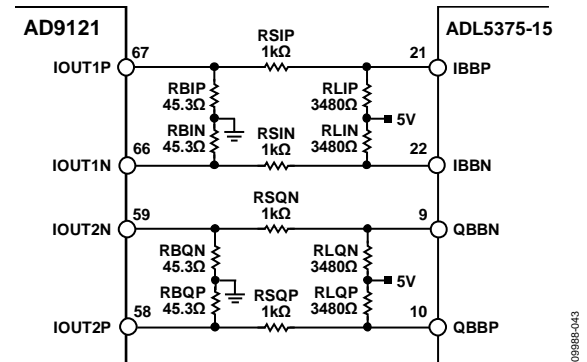 AD9121
ADL5375-15
IOUT1P
67
RSIP
1kΩ
21
IBBP
RBIP
45.3Ω
RLIP
3480Ω
5V
RBIN
45.3Ω
RSIN
1kΩ
RLIN
3480Ω
IOUT1N
66
22
IBBN
IOUT2N
59
RSQN
1kΩ
9
QBBN
RBQN
45.3Ω
RLQN
3480Ω
5V
RBQP
45.3Ω
RSQP
1kΩ
RLQP
3480Ω
IOUT2P
58
10
QBBP
09988-043